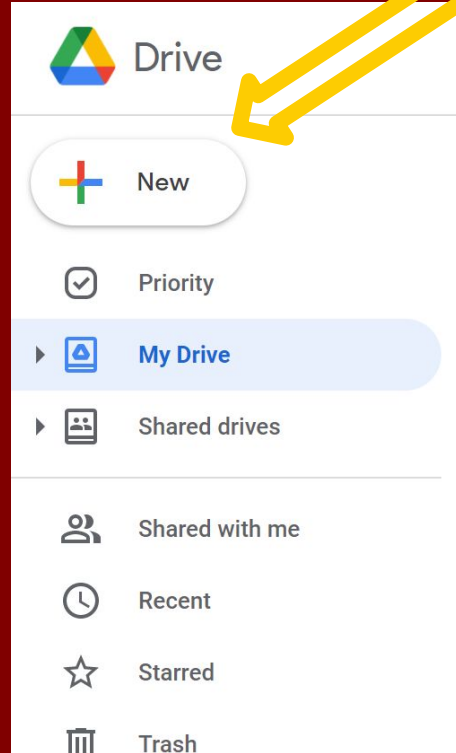 Drive
New
Priority
My Drive
Shared drives
Shared with me
Recent
Starred
Trash